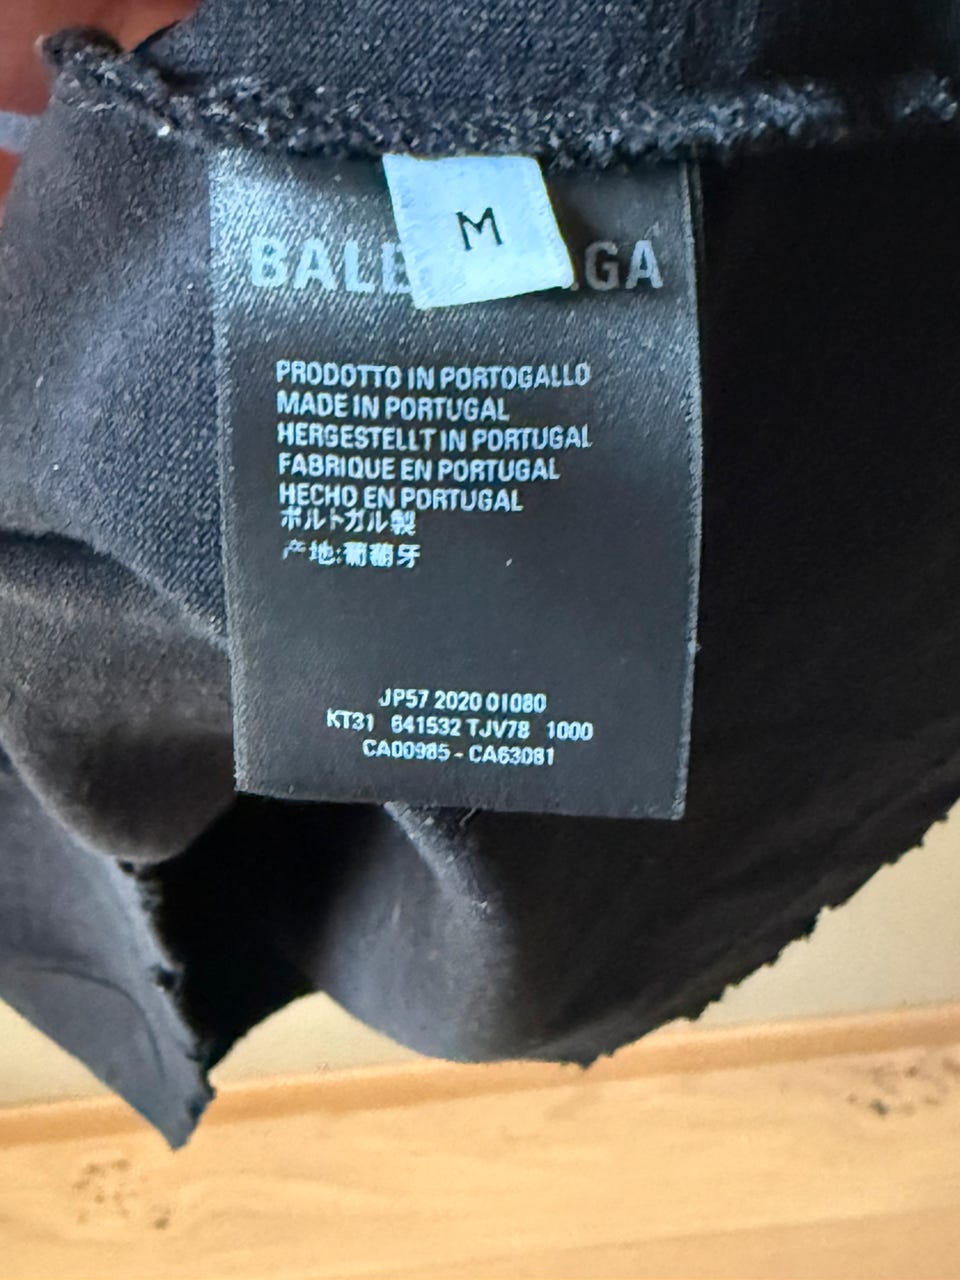 M
BALE GA
PRODOTTO IN PORTOGALLO
MADE IN PORTUGAL
HERGESTELLT IN PORTUGAL
FABRIQUE EN PORTUGAL
HECHO EN PORTUGAL
ポルトガル製
产地:葡萄牙
JP57 2020 01080
KT31 641532 TJV78 1000
CA00985 - CA63081